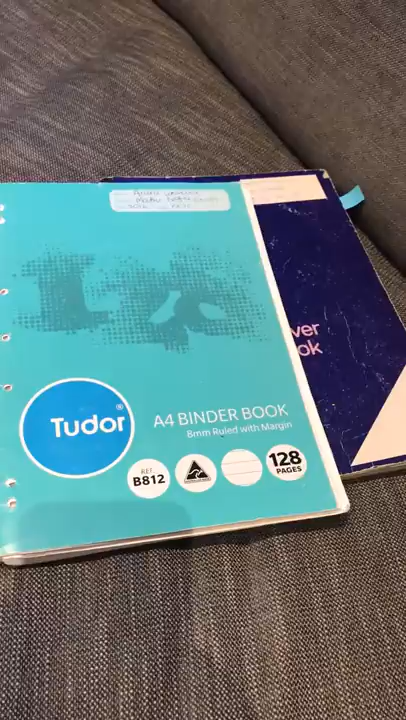 Tudor®
A4 BINDER BOOK
8mm Ruled with Margin
REF.
B812
128
PAGES
ver
ok